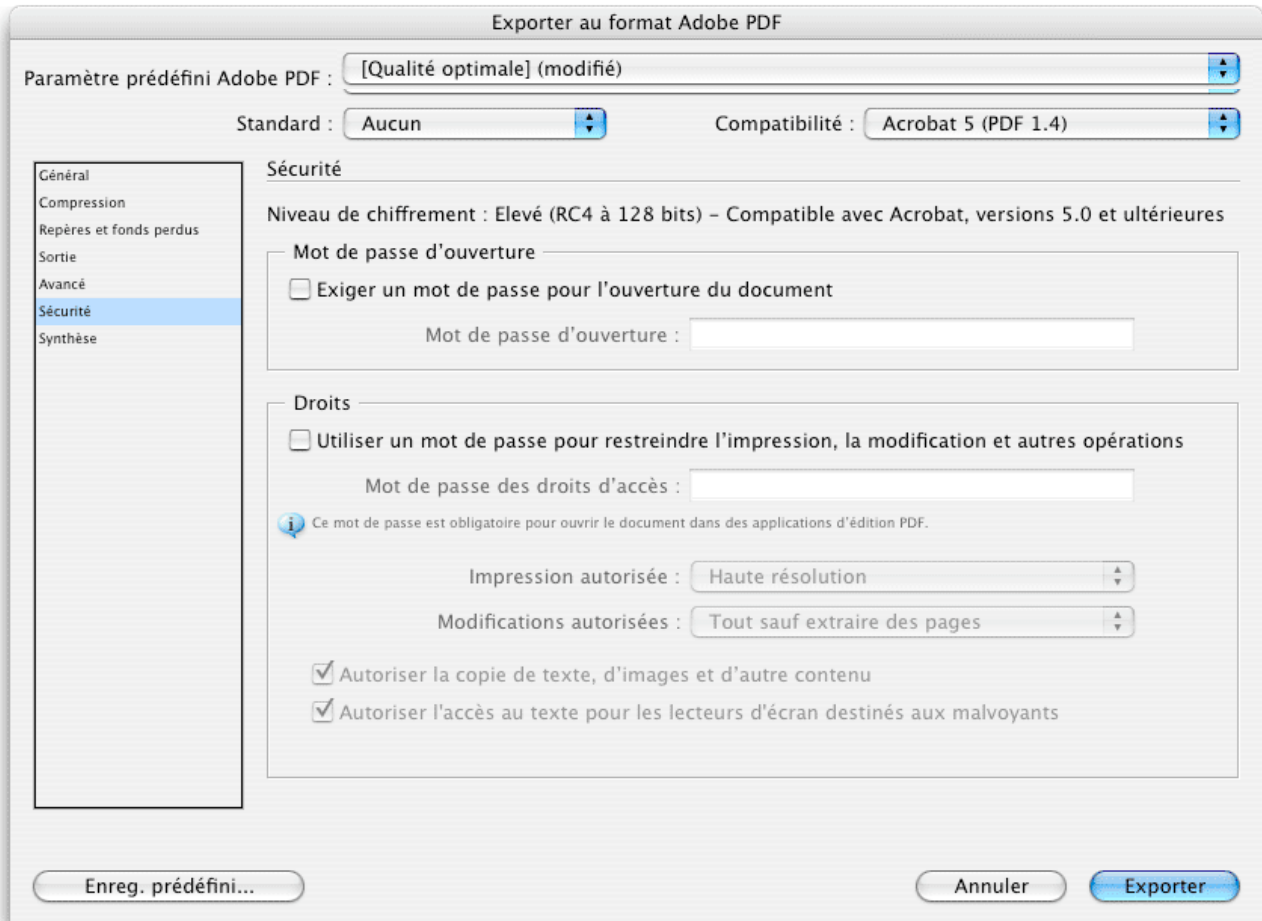 Exporter au format Adobe PDF
Paramètre prédéfini Adobe PDF : [Qualité optimale] (modifié)
Standard : Aucun Compatibilité : Acrobat 5 (PDF 1.4)
Général
Compression
Repères et fonds perdus
Sortie
Avancé
Sécurité
Synthèse
Sécurité
Niveau de chiffrement : Elevé (RC4 à 128 bits) – Compatible avec Acrobat, versions 5.0 et ultérieures
Mot de passe d’ouverture
Exiger un mot de passe pour l’ouverture du document
Mot de passe d’ouverture :
Droits
Utiliser un mot de passe pour restreindre l’impression, la modification et autres opérations
Mot de passe des droits d’accès :
Ce mot de passe est obligatoire pour ouvrir le document dans des applications d’édition PDF.
Impression autorisée : Haute résolution
Modifications autorisées : Tout sauf extraire des pages
Autoriser la copie de texte, d’images et d’autre contenu
Autoriser l'accès au texte pour les lecteurs d'écran destinés aux malvoyants
Enreg. prédéfini... Annuler Exporter